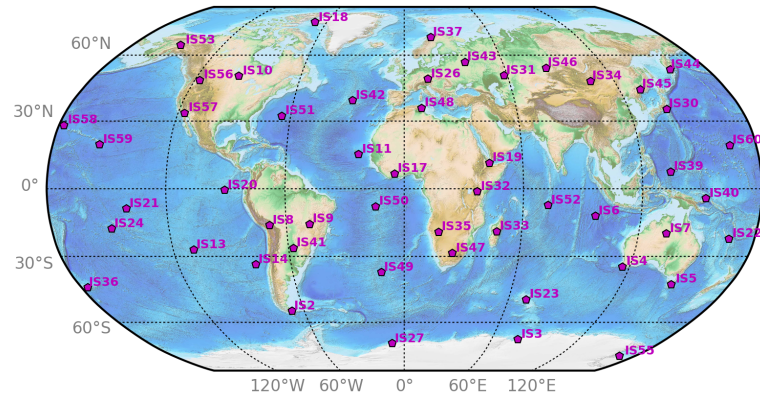 IS18
IS37
60°N
IS53
IS43
IS56
IS10
IS26
IS31
IS46
IS34
IS44
IS45
30°N
IS57
IS42
IS51
IS48
IS30
IS58
IS59
IS11
IS17
IS19
IS60
IS39
0°
IS20
IS32
IS40
IS21
IS50
IS52
IS6
IS24
IS8
IS9
IS35
IS33
IS7
IS22
IS13
IS41
IS47
30°S
IS14
IS49
IS4
IS36
IS5
IS2
IS23
60°S
IS27
IS3
IS55
120°W 60°W 0° 60°E 120°E